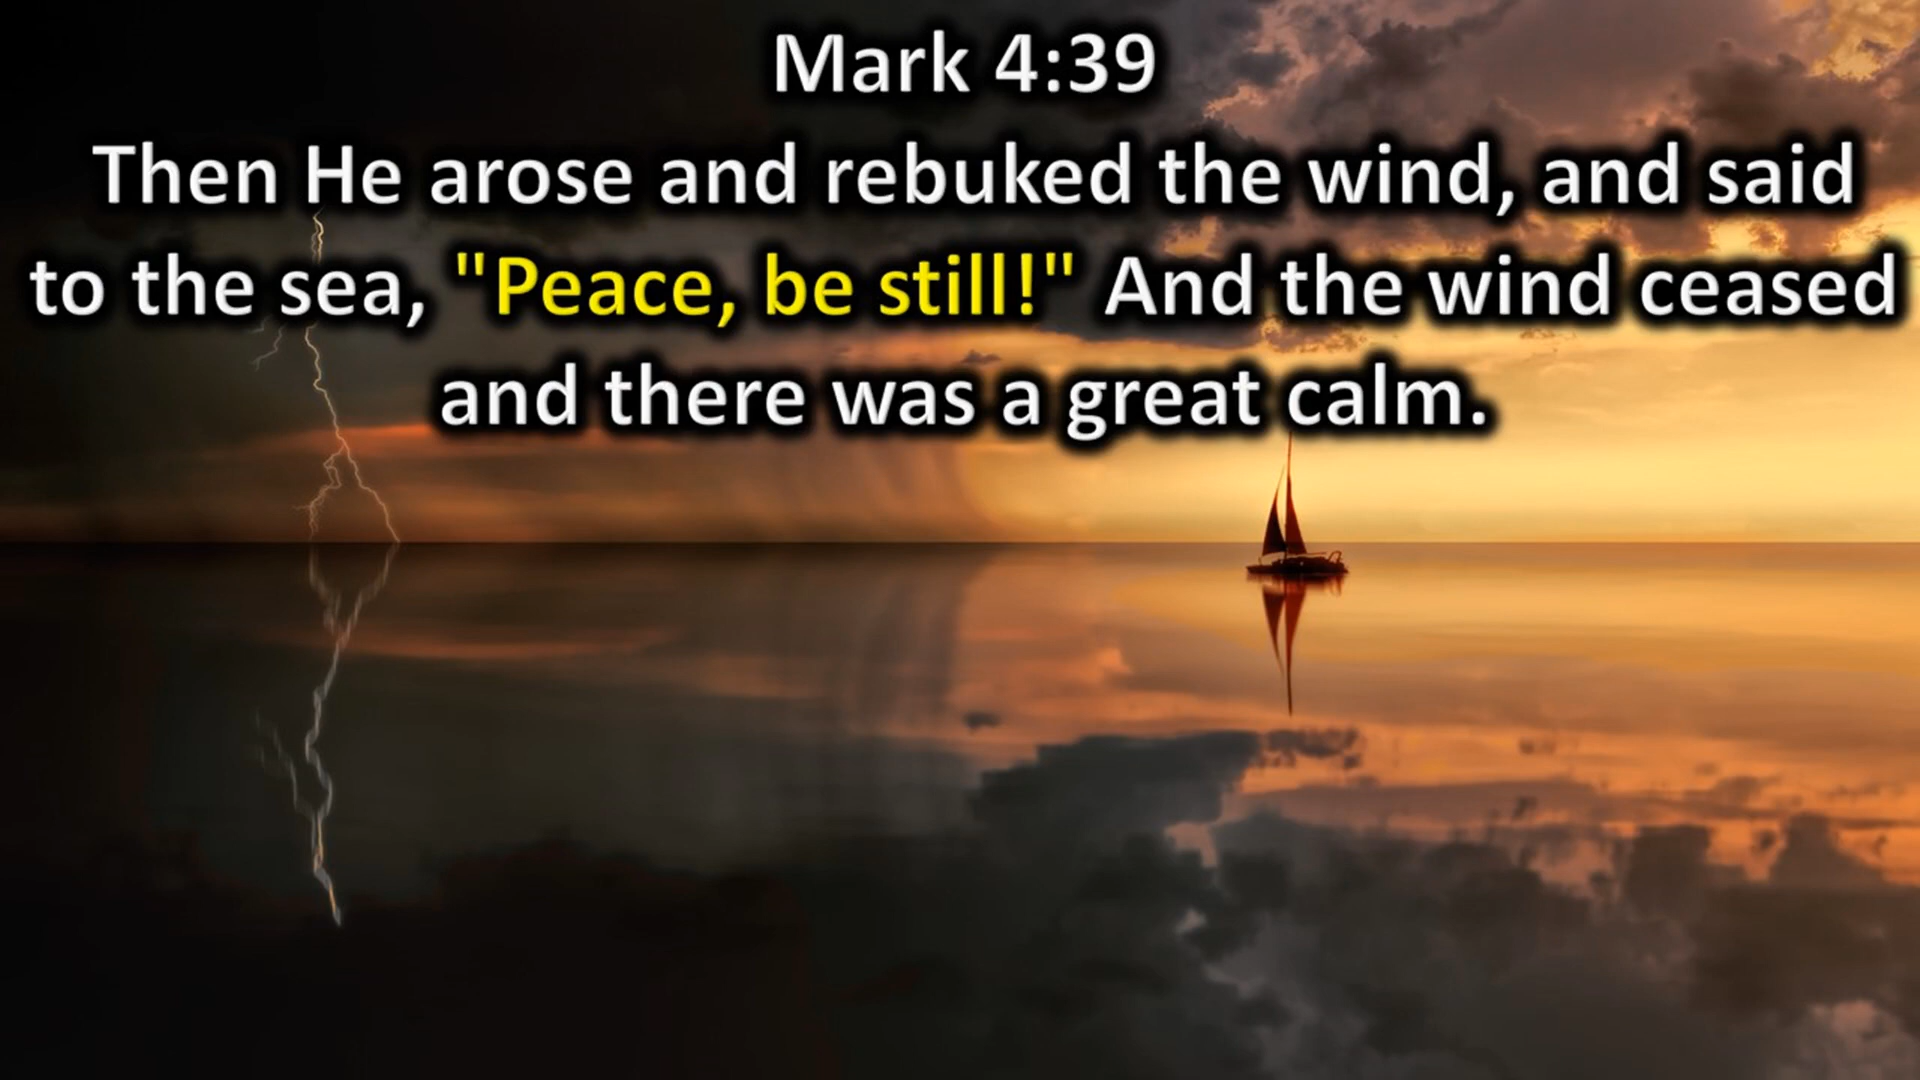 Mark 4:39
Then He arose and rebuked the wind, and said
to the sea, "Peace, be still!" And the wind ceased
and there was a great calm.